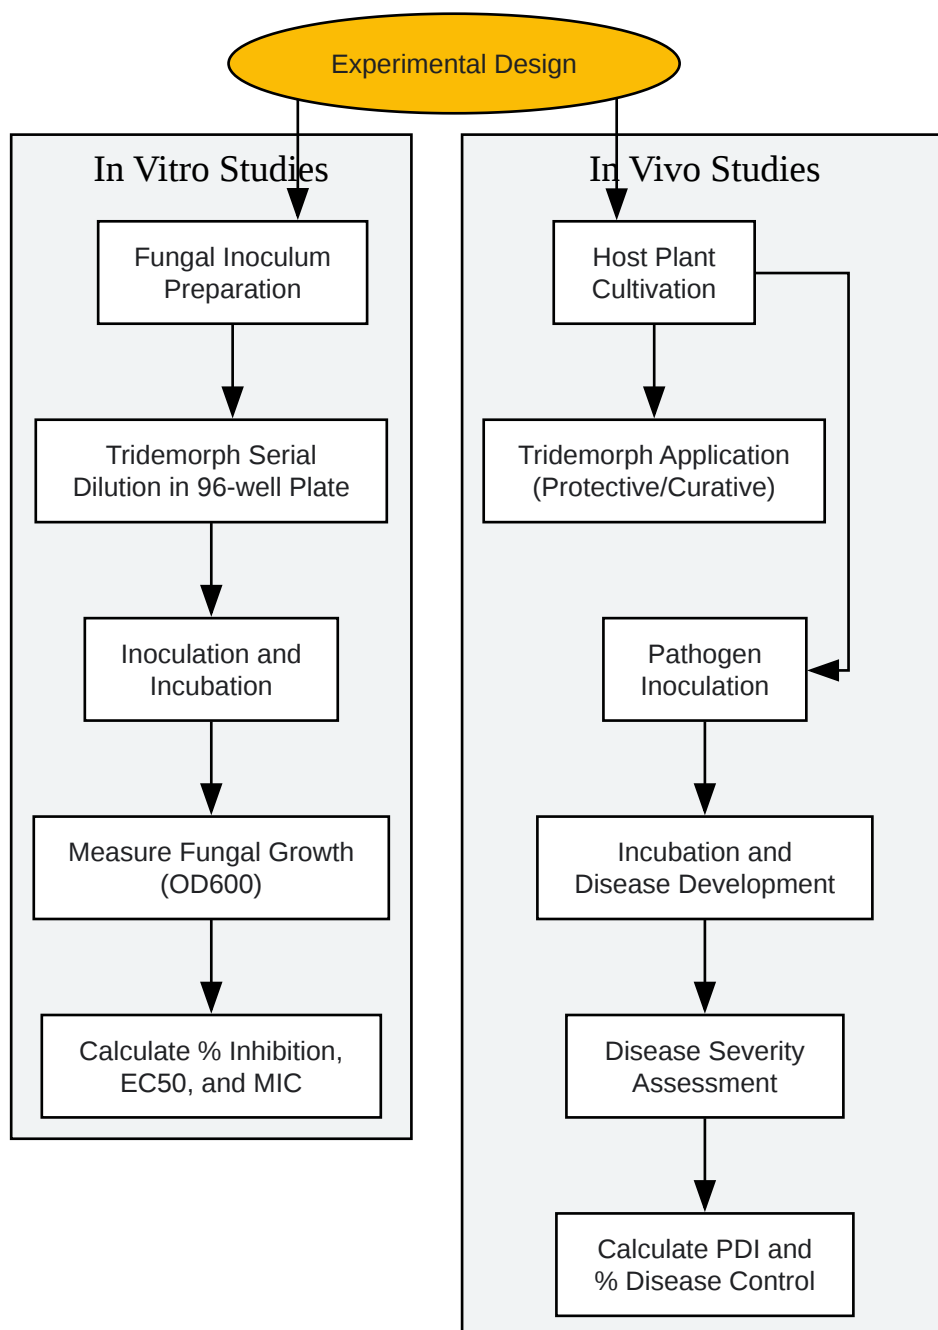 Experimental Design
In Vitro Studies
Fungal Inoculum
Preparation
Tridemorph Serial
Dilution in 96-well Plate
Inoculation and
Incubation
Measure Fungal Growth
(OD600)
Calculate % Inhibition,
EC50, and MIC
In Vivo Studies
Host Plant
Cultivation
Tridemorph Application
(Protective/Curative)
Pathogen
Inoculation
Incubation and
Disease Development
Disease Severity
Assessment
Calculate PDI and
% Disease Control